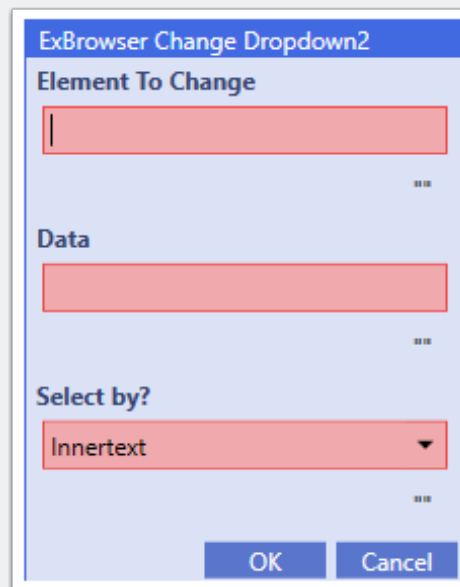 ExBrowser Change Dropdown2
Element To Change
""
Data
""
Select by?
Innertext
""
OK Cancel